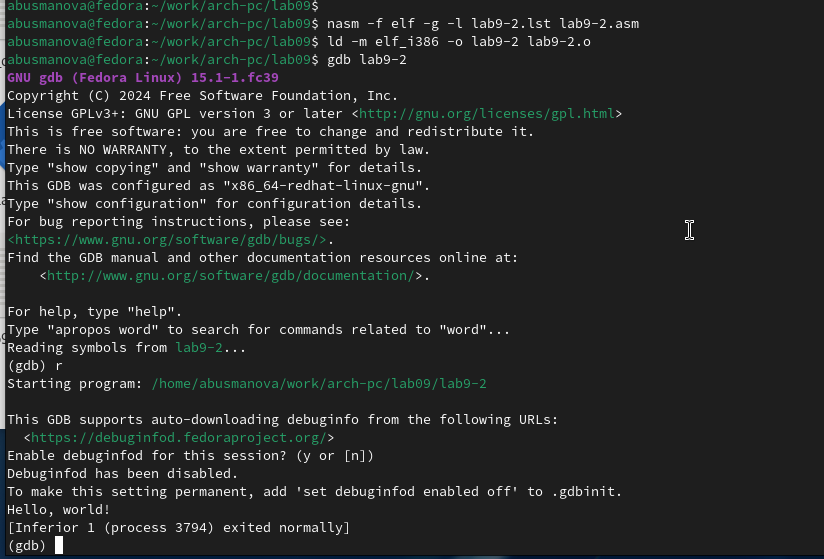 abusmanova@fedora:~/work/arch-pc/lab09$
abusmanova@fedora:~/work/arch-pc/lab09$ nasm -f elf -g -l lab9-2.lst lab9-2.asm
abusmanova@fedora:~/work/arch-pc/lab09$ ld -m elf_i386 -o lab9-2 lab9-2.o
abusmanova@fedora:~/work/arch-pc/lab09$ gdb lab9-2
GNU gdb (Fedora Linux) 15.1-1.fc39
Copyright (C) 2024 Free Software Foundation, Inc.
License GPLv3+: GNU GPL version 3 or later <http://gnu.org/licenses/gpl.html>
This is free software: you are free to change and redistribute it.
There is NO WARRANTY, to the extent permitted by law.
Type "show copying" and "show warranty" for details.
This GDB was configured as "x86_64-redhat-linux-gnu".
Type "show configuration" for configuration details.
For bug reporting instructions, please see:
<https://www.gnu.org/software/gdb/bugs/>.
Find the GDB manual and other documentation resources online at:
    <http://www.gnu.org/software/gdb/documentation/>.

For help, type "help".
Type "apropos word" to search for commands related to "word"...
Reading symbols from lab9-2...
(gdb) r
Starting program: /home/abusmanova/work/arch-pc/lab09/lab9-2

This GDB supports auto-downloading debuginfo from the following URLs:
  <https://debuginfod.fedoraproject.org/>
Enable debuginfod for this session? (y or [n])
Debuginfod has been disabled.
To make this setting permanent, add 'set debuginfod enabled off' to .gdbinit.
Hello, world!
[Inferior 1 (process 3794) exited normally]
(gdb)